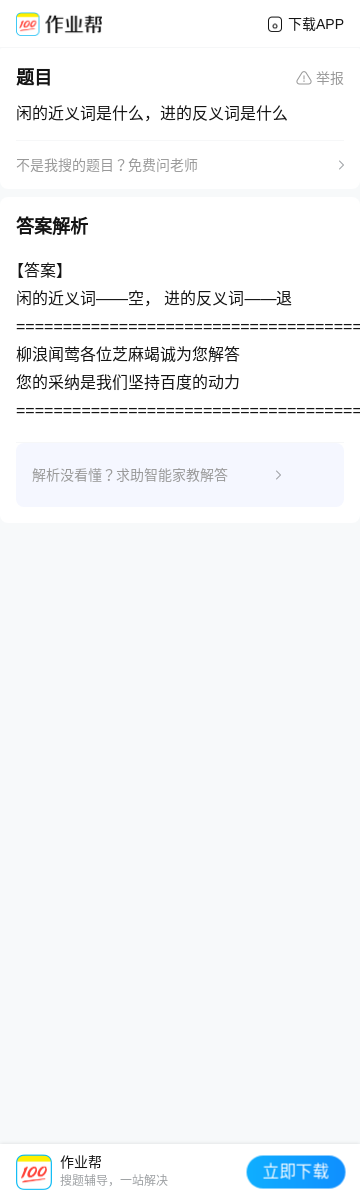 100 作业帮
下载APP
题目
举报
闲的近义词是什么，进的反义词是什么
不是我搜的题目？免费问老师
答案解析
【答案】
闲的近义词——空， 进的反义词——退
=====================================
柳浪闻莺各位芝麻竭诚为您解答
您的采纳是我们坚持百度的动力
=====================================
解析没看懂？求助智能家教解答
100
作业帮
搜题辅导，一站解决
立即下载